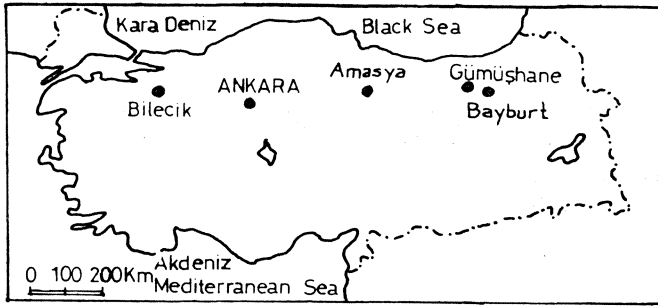 Kara Deniz
Black Sea
Amasya
Gümüşhane
ANKARA
Bilecik
Bayburt
Akdeniz
0 100 200Km
Mediterranean Sea